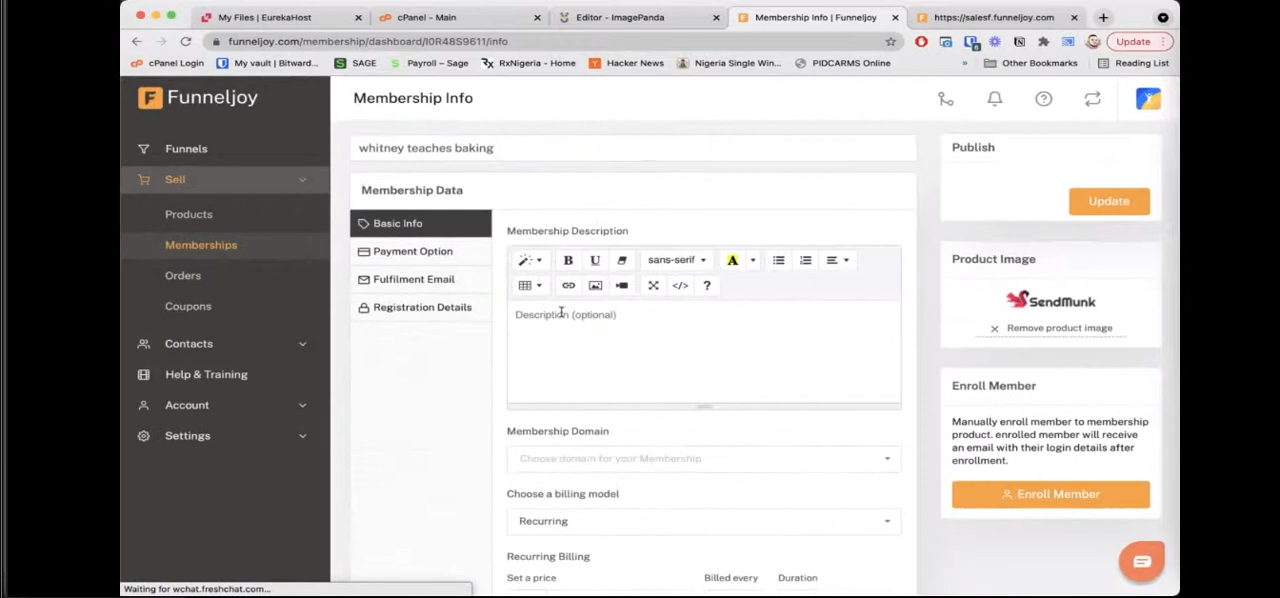 My Files | EurekaHost
cPanel - Main
Editor - ImagePanda
Membership Info | Funneljoy
https://salesf.funneljoy.com
funneljoy.com/membership/dashboard/I0R48S9611/info
Update
cPanel Login
My vault | Bitward...
SAGE
Payroll – Sage
RxNigeria - Home
Hacker News
Nigeria Single Win...
PIDCARMS Online
»
Other Bookmarks
Reading List
Funneljoy
Membership Info
Funnels
Sell
Products
Memberships
Orders
Coupons
Contacts
Help & Training
Account
Settings
whitney teaches baking
Membership Data
Basic Info
Payment Option
Fulfilment Email
Registration Details
Membership Description
B U sans-serif A
</> ?
Description (optional)
Membership Domain
Choose domain for your Membership
Choose a billing model
Recurring
Recurring Billing
Set a price Billed every Duration
Publish
Update
Product Image
SendMunk
Remove product image
Enroll Member
Manually enroll member to membership
product. enrolled member will receive
an email with their login details after
enrollment.
Enroll Member
Waiting for wchat.freshchat.com...